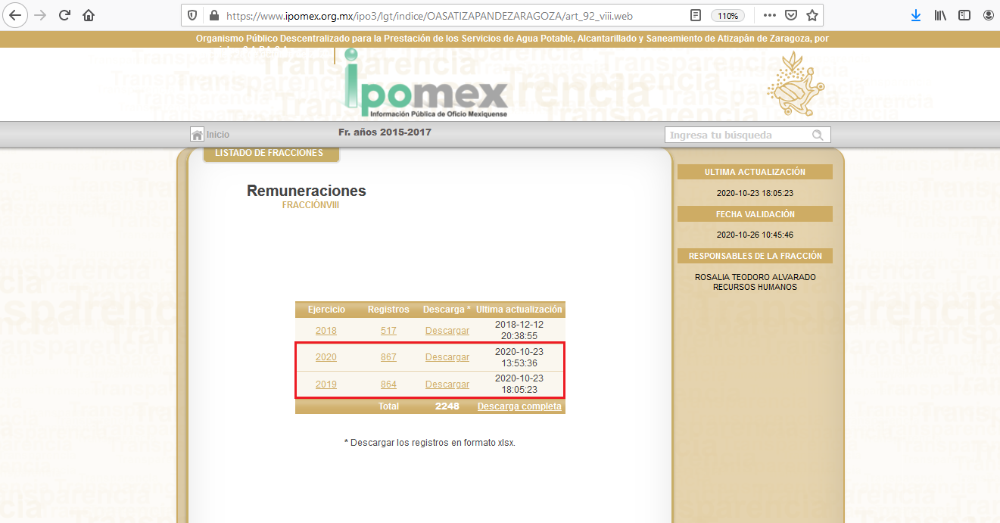 https://www.ipomex.org.mx/ipo3/lgt/indice/OASATIZAPANDEZARAGOZA/art_92_viii.web
110%
Organismo Público Descentralizado para la Prestación de los Servicios de Agua Potable, Alcantarillado y Saneamiento de Atizapán de Zaragoza, por
ipomex
Información Pública de Oficio Mexiquense
Inicio
Fr. años 2015-2017
Ingresa tu búsqueda
LISTADO DE FRACCIONES
Remuneraciones
FRACCIÓNVIII
Ejercicio Registros Descarga * Ultima actualización
2018 517 Descargar 2018-12-12
20:38:55
2020 867 Descargar 2020-10-23
13:53:36
2019 864 Descargar 2020-10-23
18:05:23
Total 2248 Descarga completa
* Descargar los registros en formato xlsx.
ULTIMA ACTUALIZACIÓN
2020-10-23 18:05:23
FECHA VALIDACIÓN
2020-10-26 10:45:46
RESPONSABLES DE LA FRACCIÓN
ROSALIA TEODORO ALVARADO
RECURSOS HUMANOS